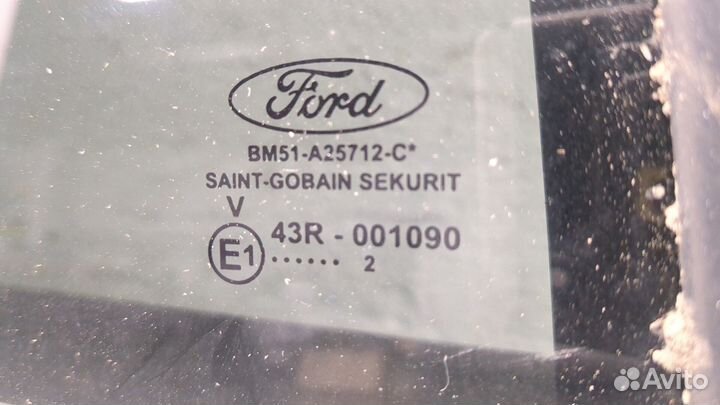 Ford
BM51-A25712-C*
SAINT-GOBAIN SEKURIT
V
E1 43R - 001090
...... 2
Avito